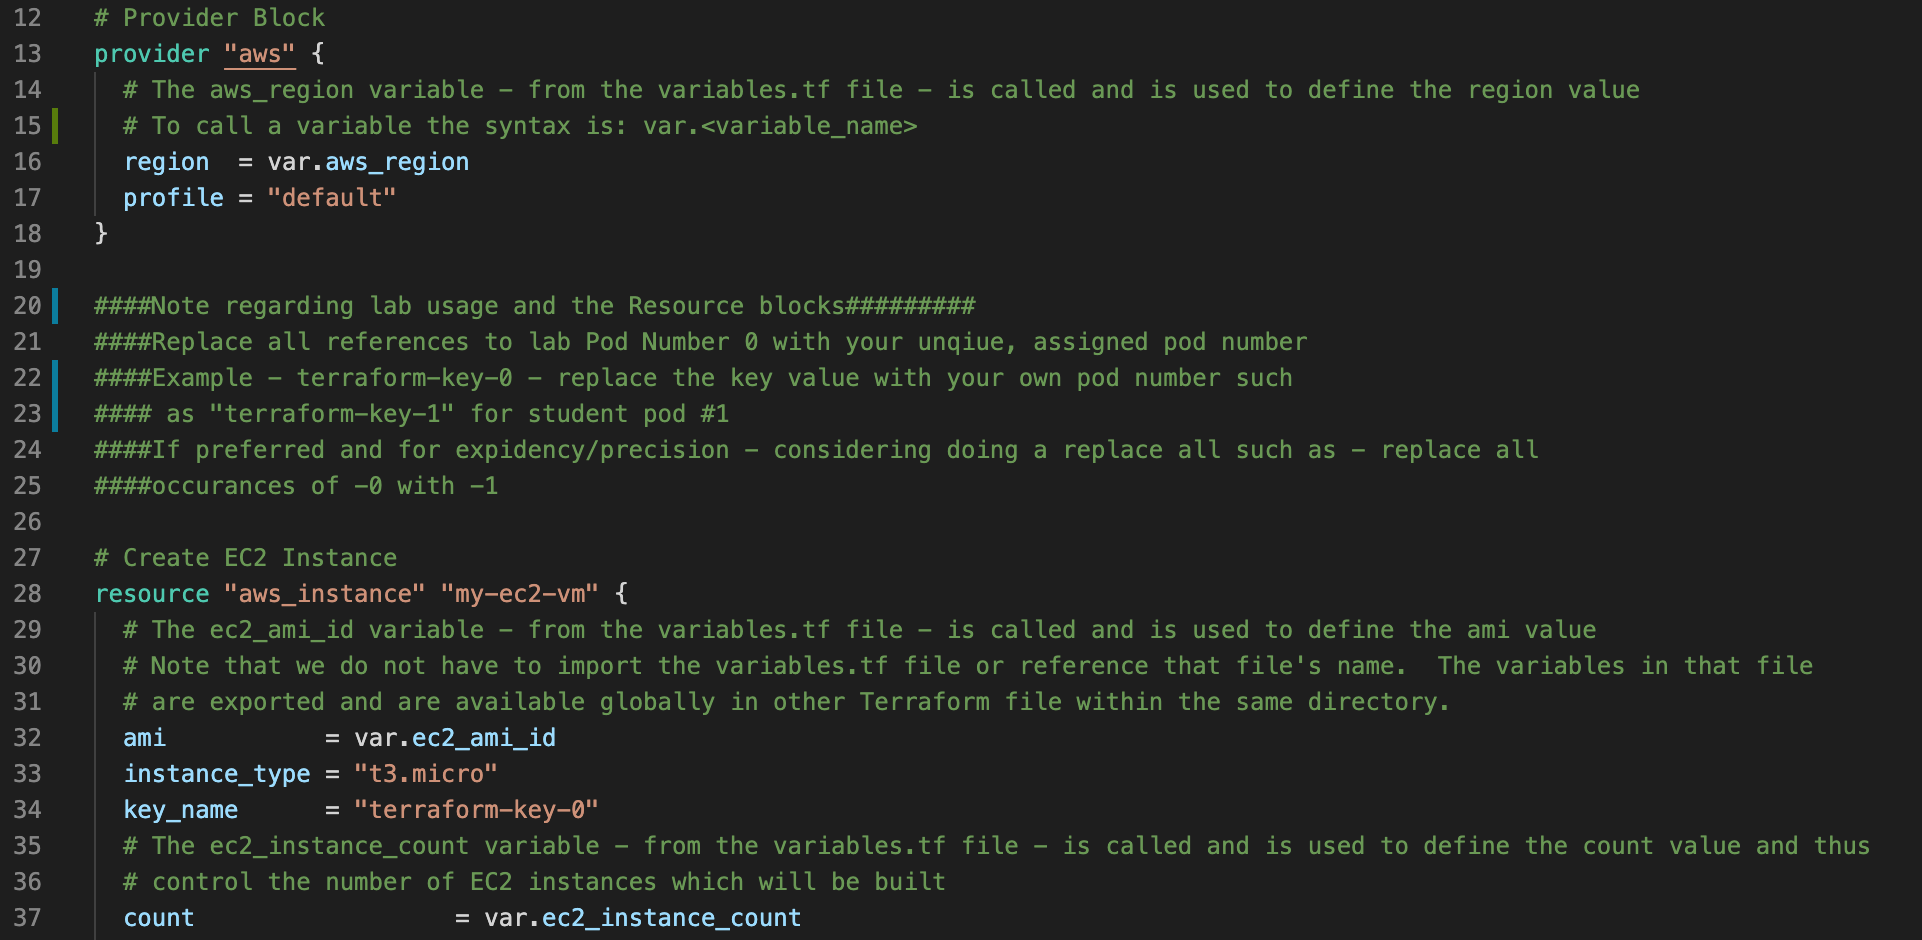 12 # Provider Block
13 provider "aws" {
14   # The aws_region variable – from the variables.tf file – is called and is used to define the region value
15   # To call a variable the syntax is: var.<variable_name>
16   region  = var.aws_region
17   profile = "default"
18 }
19
20 ####Note regarding lab usage and the Resource blocks#########
21 ####Replace all references to lab Pod Number 0 with your unqiue, assigned pod number
22 ####Example – terraform-key-0 – replace the key value with your own pod number such
23 #### as "terraform-key-1" for student pod #1
24 ####If preferred and for expidency/precision – considering doing a replace all such as – replace all
25 ####occurances of -0 with -1
26
27 # Create EC2 Instance
28 resource "aws_instance" "my-ec2-vm" {
29   # The ec2_ami_id variable – from the variables.tf file – is called and is used to define the ami value
30   # Note that we do not have to import the variables.tf file or reference that file's name.  The variables in that file
31   # are exported and are available globally in other Terraform file within the same directory.
32   ami           = var.ec2_ami_id
33   instance_type = "t3.micro"
34   key_name      = "terraform-key-0"
35   # The ec2_instance_count variable – from the variables.tf file – is called and is used to define the count value and thus
36   # control the number of EC2 instances which will be built
37   count                  = var.ec2_instance_count